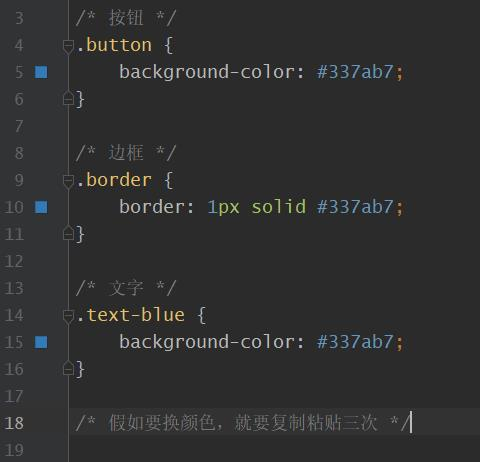 3 /* 按钮 */
4 .button {
5 background-color: #337ab7;
6 }
7
8 /* 边框 */
9 .border {
10 border: 1px solid #337ab7;
11 }
12
13 /* 文字 */
14 .text-blue {
15 background-color: #337ab7;
16 }
17
18 /* 假如要换颜色，就要复制粘贴三次 */
19